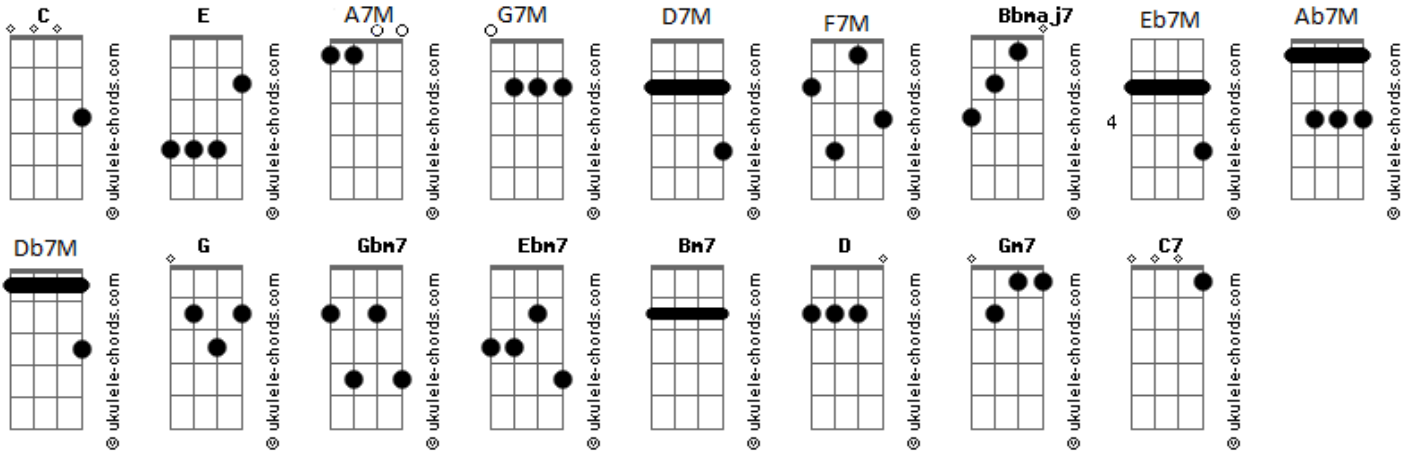 C E A7M G7M D7M F7M Bbmaj7 Eb7M Ab7M
4
© ukulele-chords.com © ukulele-chords.com © ukulele-chords.com © ukulele-chords.com © ukulele-chords.com © ukulele-chords.com © ukulele-chords.com © ukulele-chords.com © ukulele-chords.com
Db7M G Gbm7 Ebm7 Bm7 D Gm7 C7
© ukulele-chords.com © ukulele-chords.com © ukulele-chords.com © ukulele-chords.com © ukulele-chords.com © ukulele-chords.com © ukulele-chords.com © ukulele-chords.com